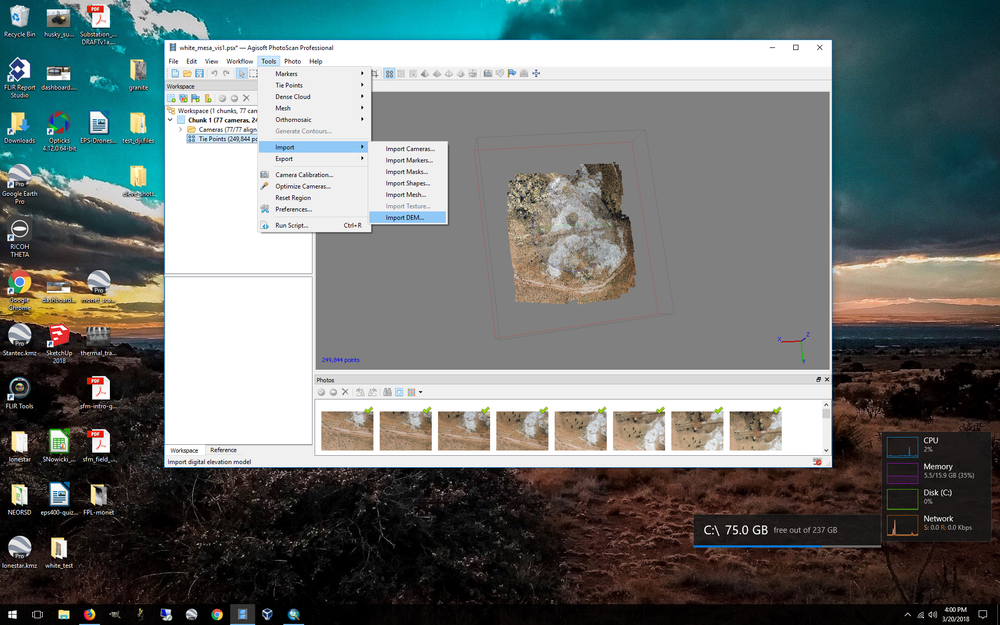 Recycle Bin
husky_su...
Substation_...
DRAFTv1a....
FLIR Report
Studio
dashboard....
granite
Downloads
Opticks
4.12.0 64-bit
EPS-Drones...
test_dji.files
Google Earth
Pro
cleve_shots
RICOH
THETA
Google
Chrome
dashboard...
monet_sca...
Stantec.kmz
SketchUp
2018
thermal_tra...
FLIR Tools
sfm-intro-g...
lonestar
SNowicki_...
sfm_field_...
NEORSD
eps400-quiz...
FPL-monet
lonestar.kmz
white_test
PDF
PDF
PDF
Pro
Pro
Pro
Pro
white_mesa_vis1.psx* — Agisoft PhotoScan Professional
File Edit View Workflow Tools Photo Help
Workspace
Workspace (1 chunks, 77 cam
Chunk 1 (77 cameras, 24
Cameras (77/77 align
Tie Points (249,844 po
Markers
Tie Points
Dense Cloud
Mesh
Orthomosaic
Generate Contours...
Import
Export
Camera Calibration...
Optimize Cameras...
Reset Region
Preferences...
Run Script... Ctrl+R
Import Cameras...
Import Markers...
Import Masks...
Import Shapes...
Import Mesh...
Import Texture...
Import DEM...
X
Z
Y
249,844 points
Photos
Workspace Reference
Import digital elevation model
CPU
2%
Memory
5.5/15.9 GB (35%)
Disk (C:)
0%
Network
S: 0.0 R: 0.0 Kbps
C:\ 75.0 GB free out of 237 GB
4:00 PM
3/20/2018